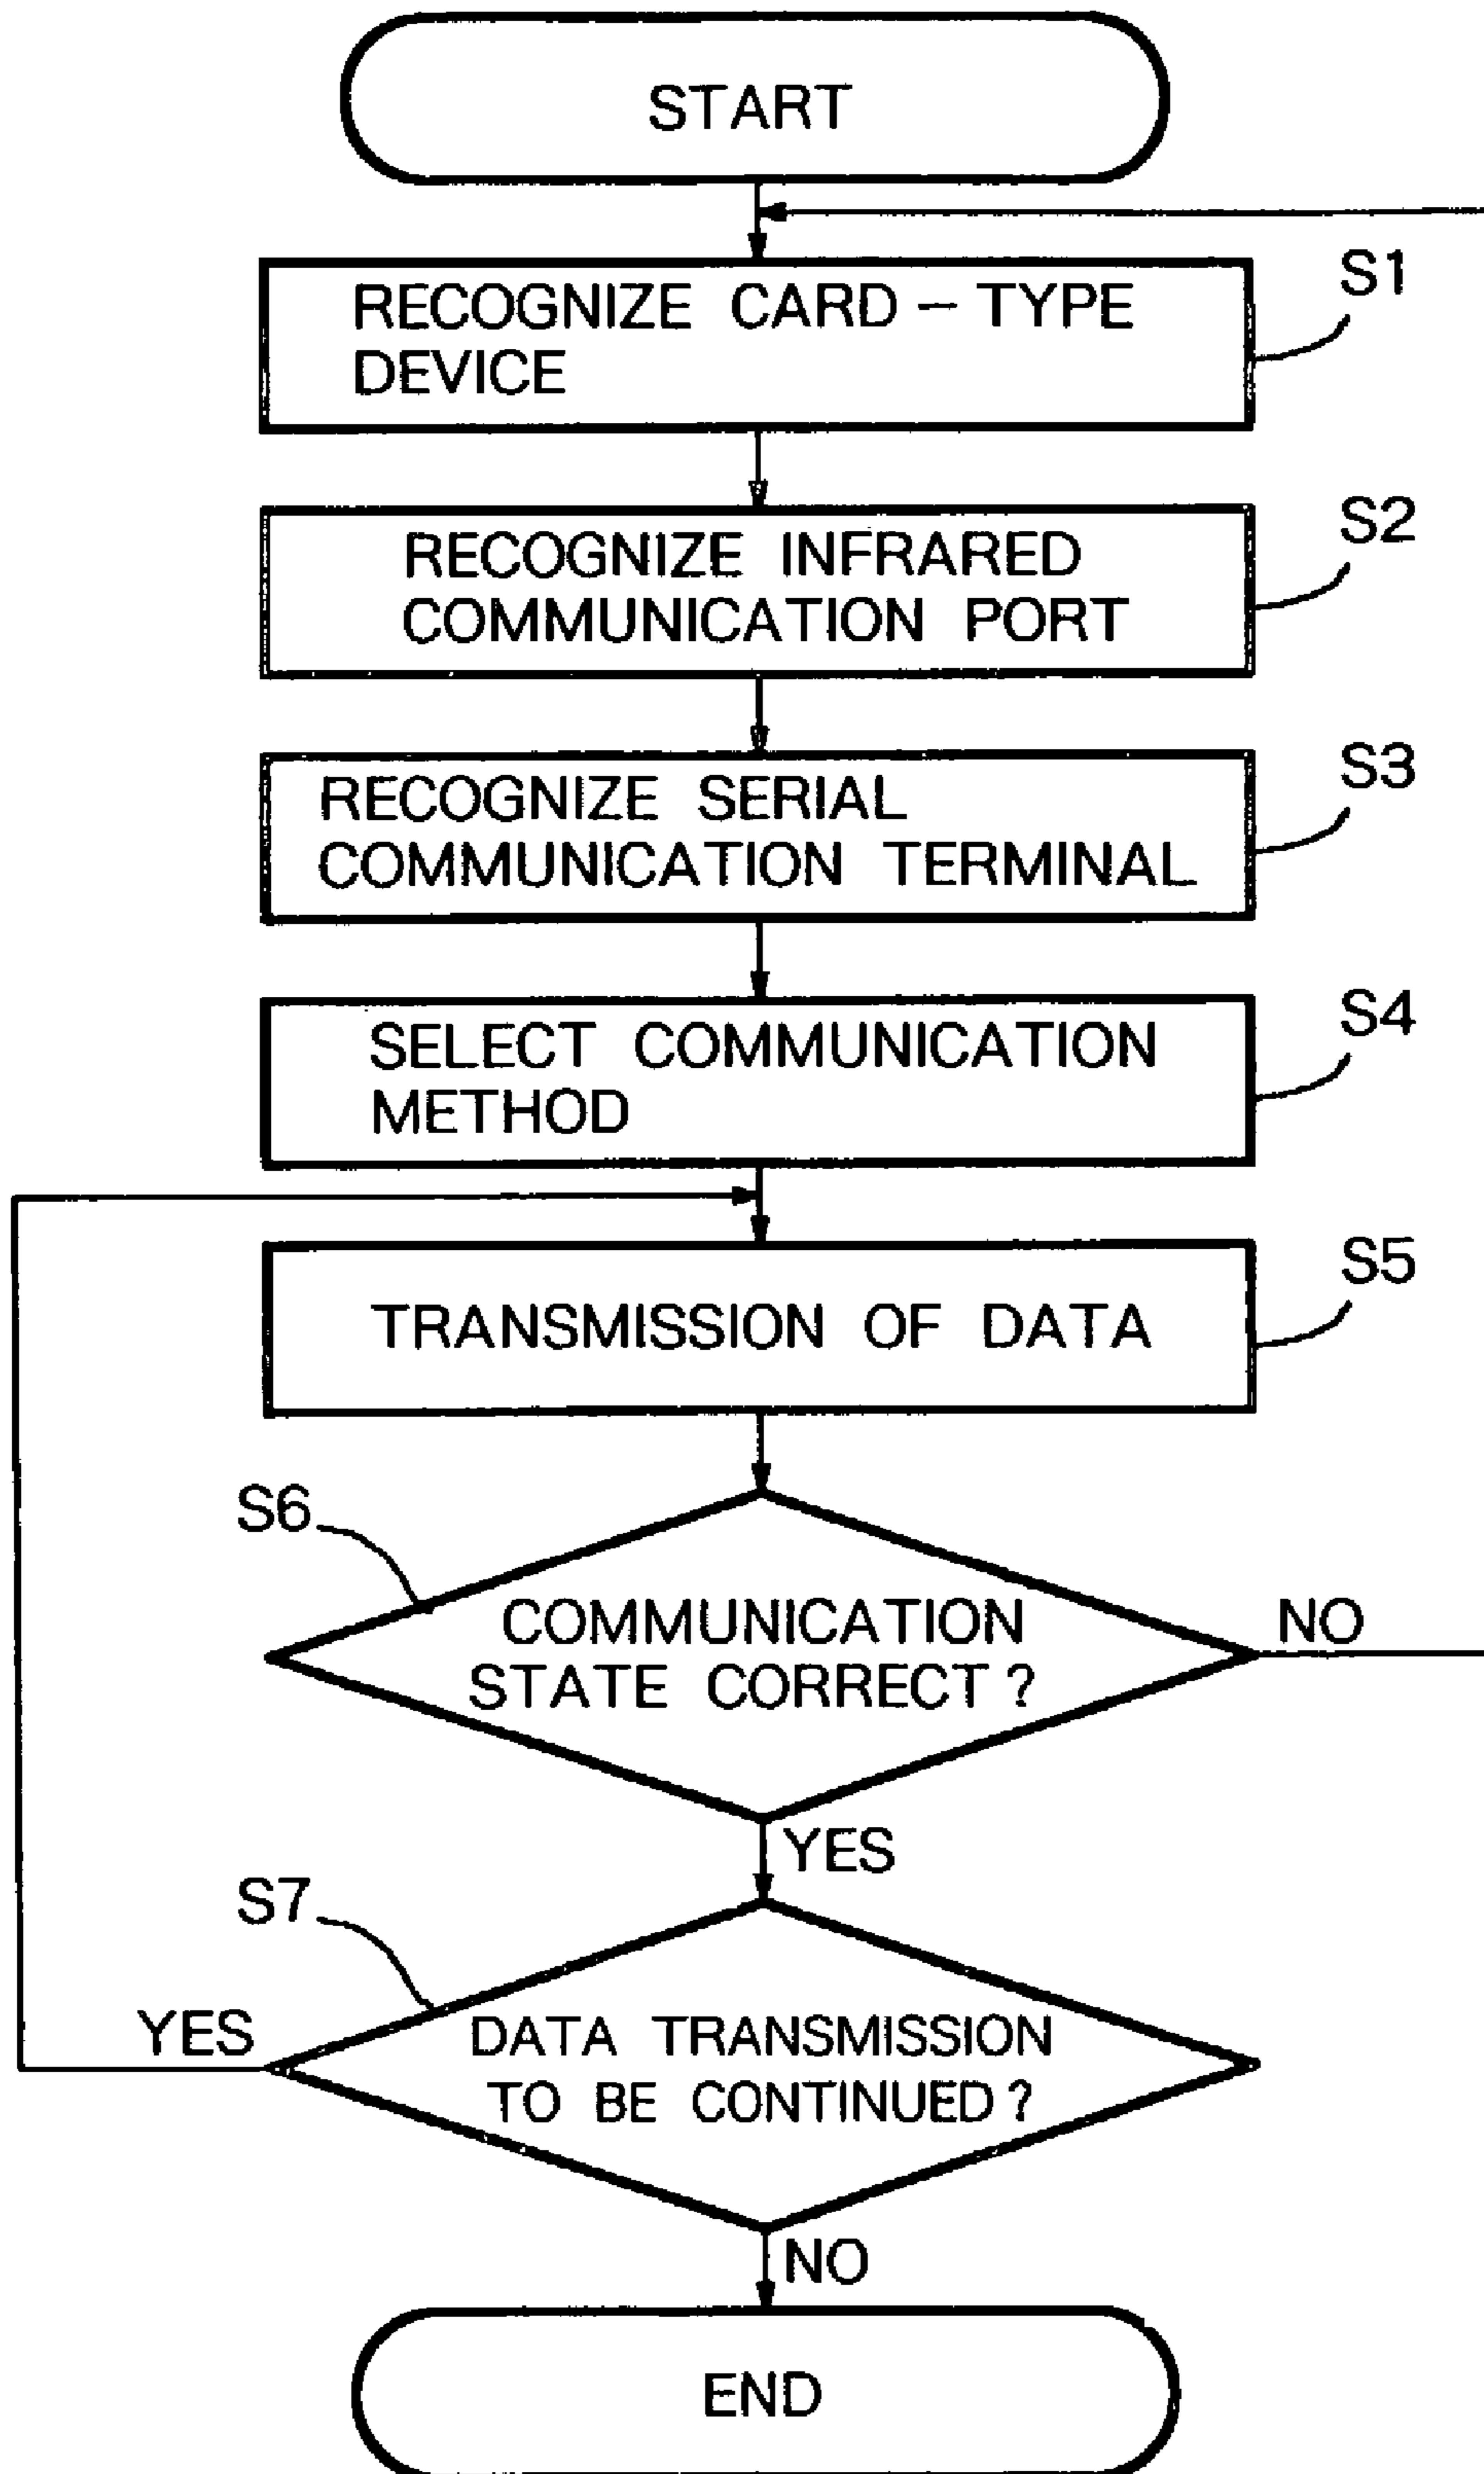 START
RECOGNIZE CARD – TYPE
DEVICE
S1
RECOGNIZE INFRARED
COMMUNICATION PORT
S2
RECOGNIZE SERIAL
COMMUNICATION TERMINAL
S3
SELECT COMMUNICATION
METHOD
S4
TRANSMISSION OF DATA
S5
S6
COMMUNICATION
STATE CORRECT ?
NO
YES
S7
YES
DATA TRANSMISSION
TO BE CONTINUED ?
NO
END